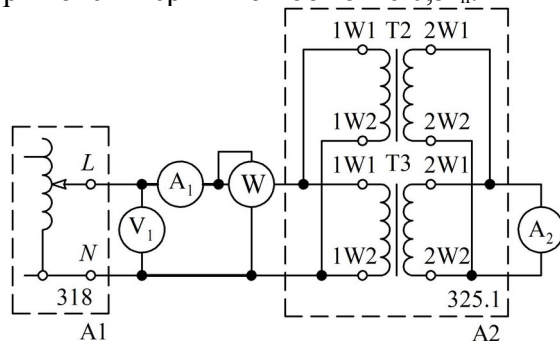 1W1 T2 2W1
1W2 2W2
L A₁ W 1W1 T3 2W1
V₁ A₂
N 1W2 2W2
318 325.1
A1 A2